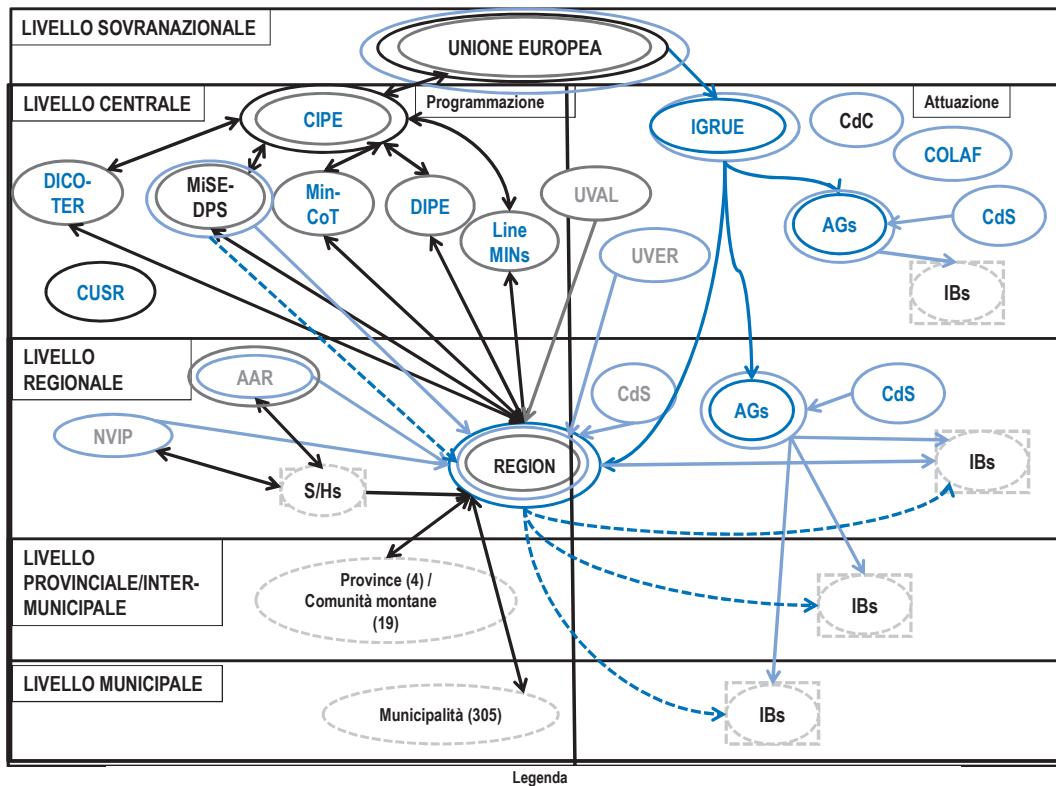 LIVELLO SOVRANAZIONALE
UNIONE EUROPEA
LIVELLO CENTRALE
Programmazione
Attuazione
CIPE
IGRUE
CdC
COLAF
DICO-
TER
MiSE-
DPS
Min-
CoT
DIPE
Line
MINs
UVAL
UVER
AGs
CdS
IBs
CUSR
LIVELLO
REGIONALE
AAR
NVIP
S/Hs
REGION
CdS
AGs
CdS
IBs
LIVELLO
PROVINCIALE/INTER-
MUNICIPALE
Province (4) /
Comunità montane
(19)
IBs
LIVELLO MUNICIPALE
Municipalità (305)
IBs
Legenda